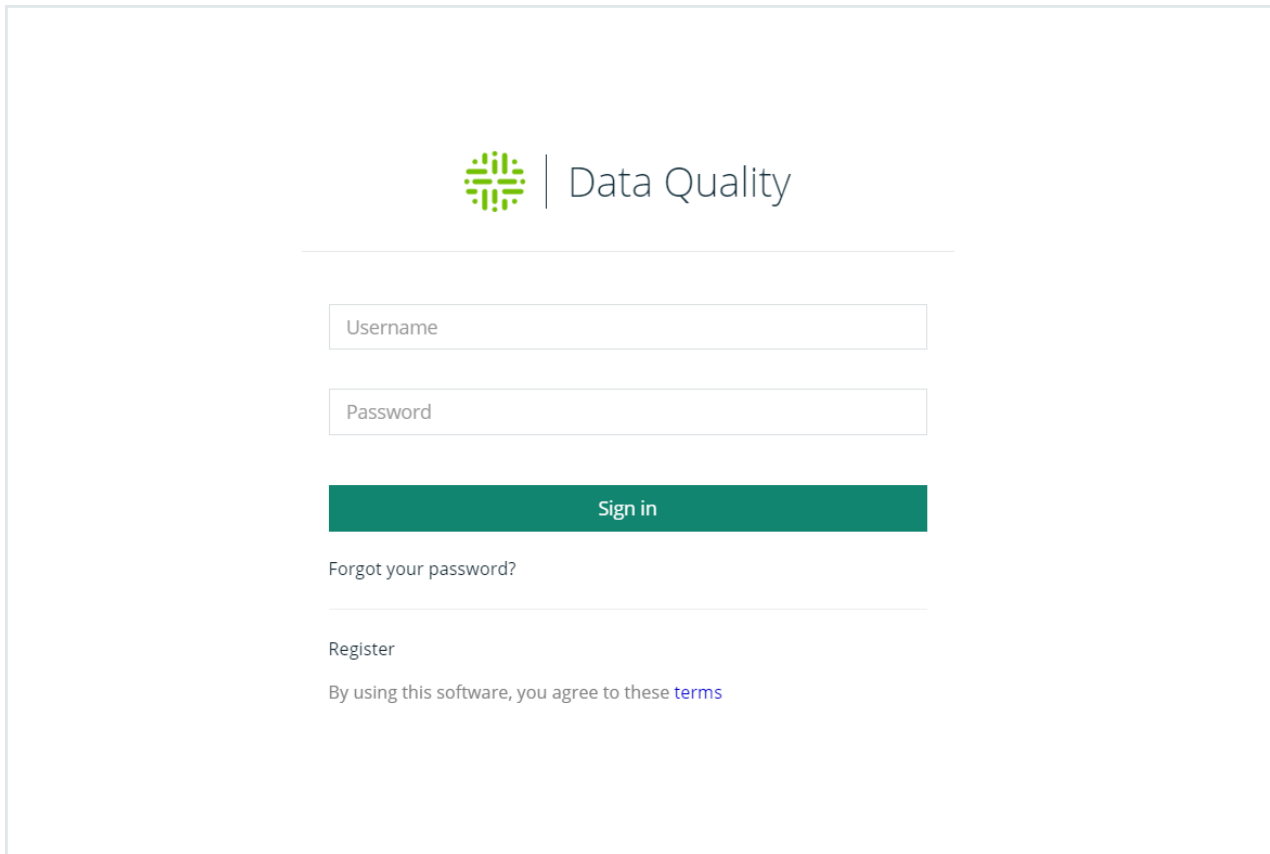 Data Quality
Username
Password
Sign in
Forgot your password?
Register
By using this software, you agree to these terms